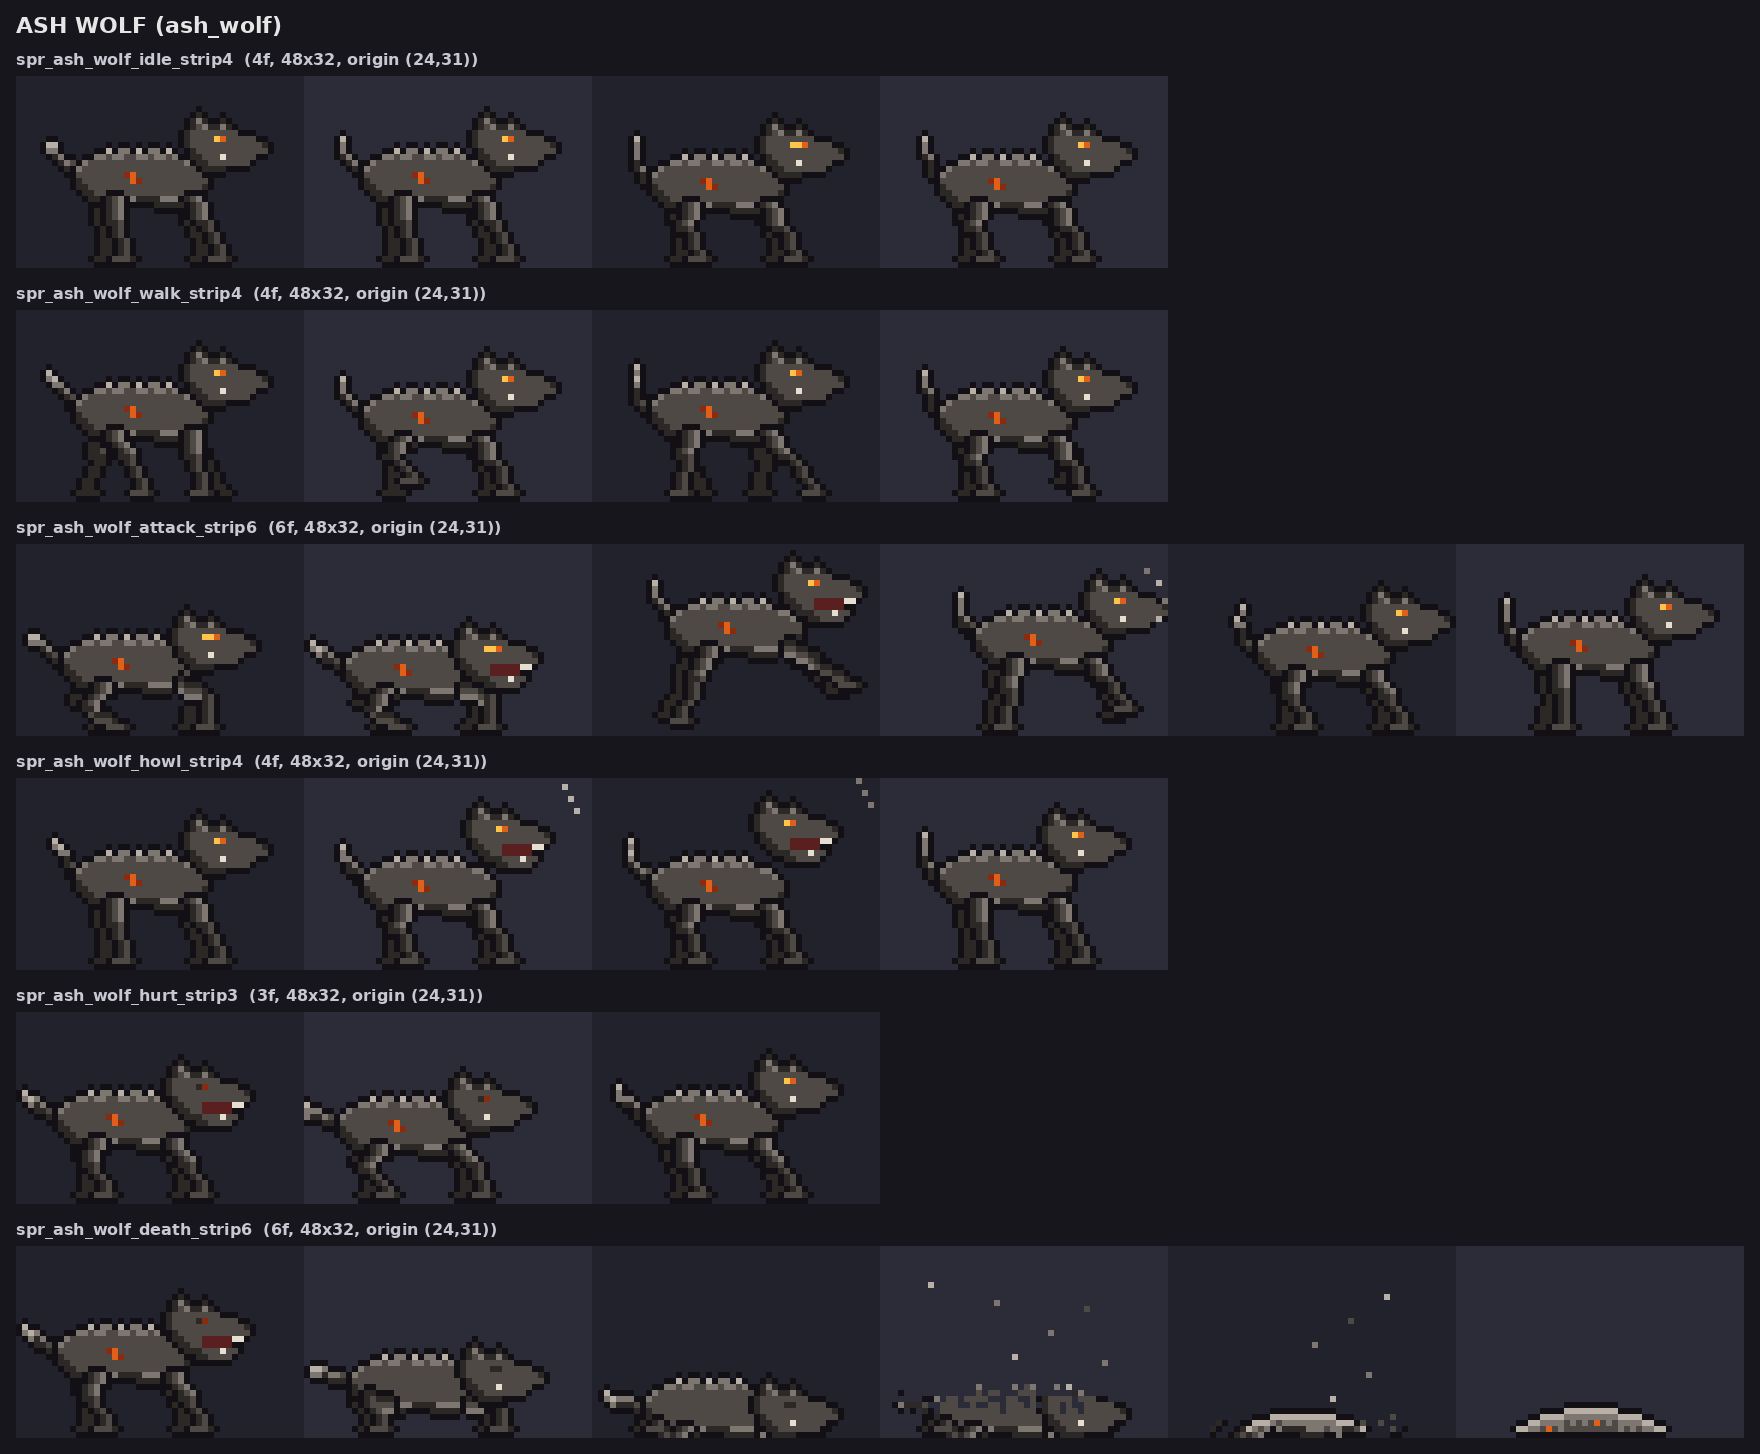 ASH WOLF (ash_wolf)
spr_ash_wolf_idle_strip4 (4f, 48x32, origin (24,31))
spr_ash_wolf_walk_strip4 (4f, 48x32, origin (24,31))
spr_ash_wolf_attack_strip6 (6f, 48x32, origin (24,31))
spr_ash_wolf_howl_strip4 (4f, 48x32, origin (24,31))
spr_ash_wolf_hurt_strip3 (3f, 48x32, origin (24,31))
spr_ash_wolf_death_strip6 (6f, 48x32, origin (24,31))